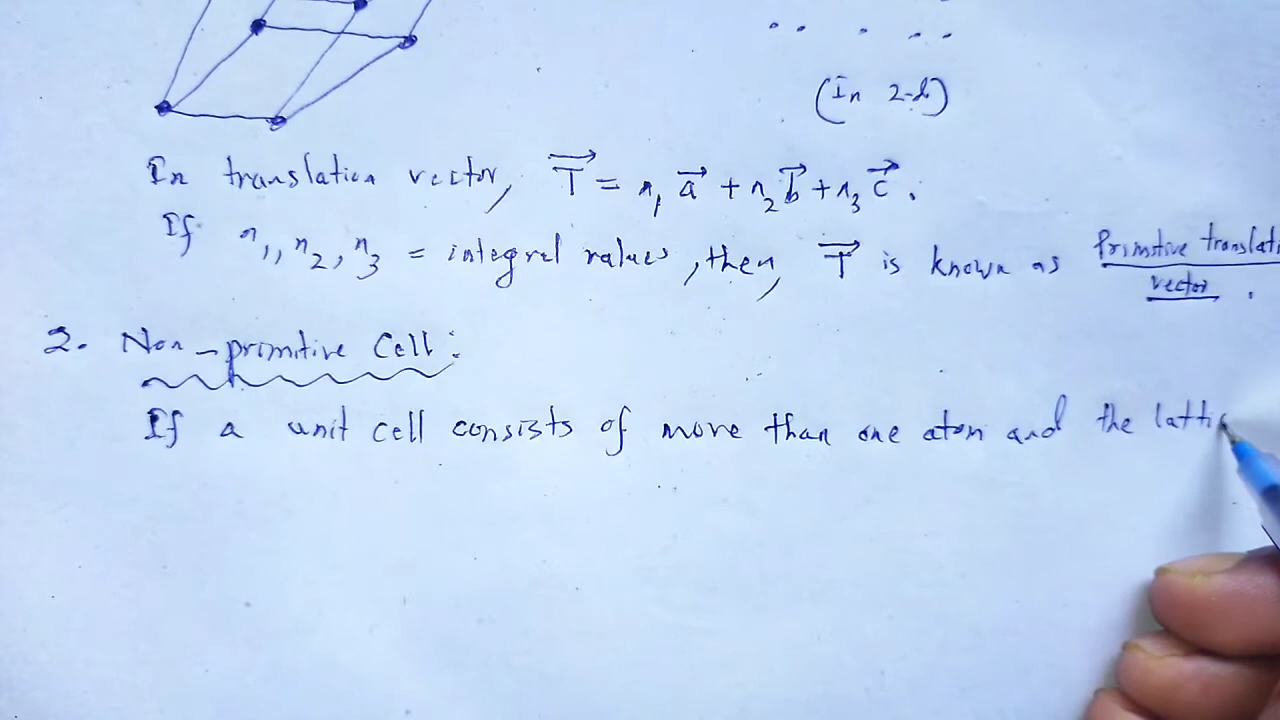 (In 2-d)
In translation vector, T⃗ = n₁ a⃗ + n₂ b⃗ + n₃ c⃗.
If n₁, n₂, n₃ = integral values, then, T⃗ is known as Primitive translati
vector.
2. Non-primitive Cell:
If a unit cell consists of more than one atom and the lattic